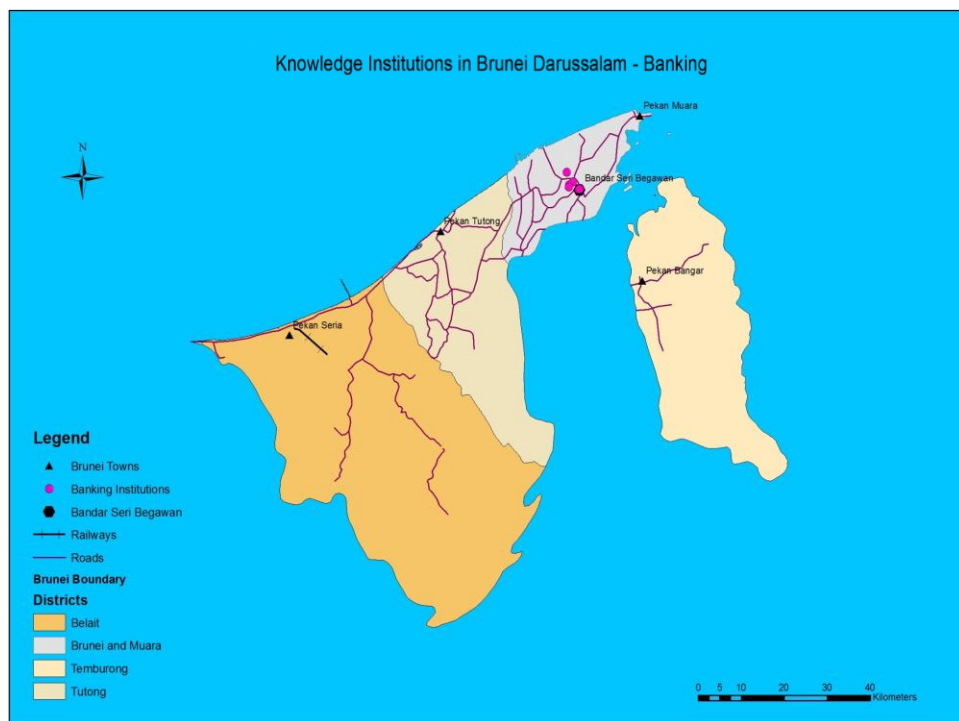 Knowledge Institutions in Brunei Darussalam - Banking
Pekan Muara
N
Bandar Seri Begawan
Pekan Tutong
Pekan Bangar
Pekan Seria
Legend
Brunei Towns
Banking Institutions
Bandar Seri Begawan
Railways
Roads
Brunei Boundary
Districts
Belait
Brunei and Muara
Temburong
Tutong
0 5 10 20 30 40
Kilometers